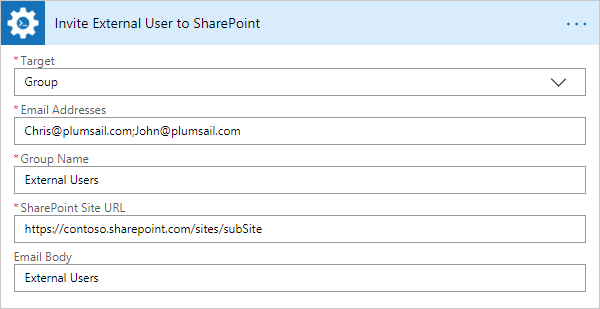 Invite External User to SharePoint
* Target
Group
* Email Addresses
Chris@plumsail.com;John@plumsail.com
* Group Name
External Users
* SharePoint Site URL
https://contoso.sharepoint.com/sites/subSite
Email Body
External Users